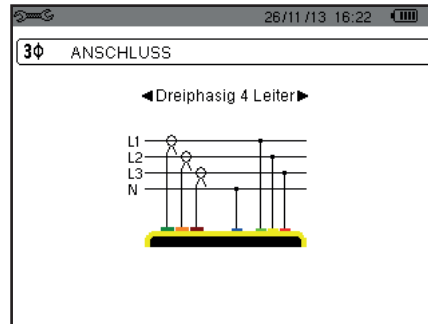 26/11/13 16:22
3Φ ANSCHLUSS
◄Dreiphasig 4 Leiter►
L1
L2
L3
N